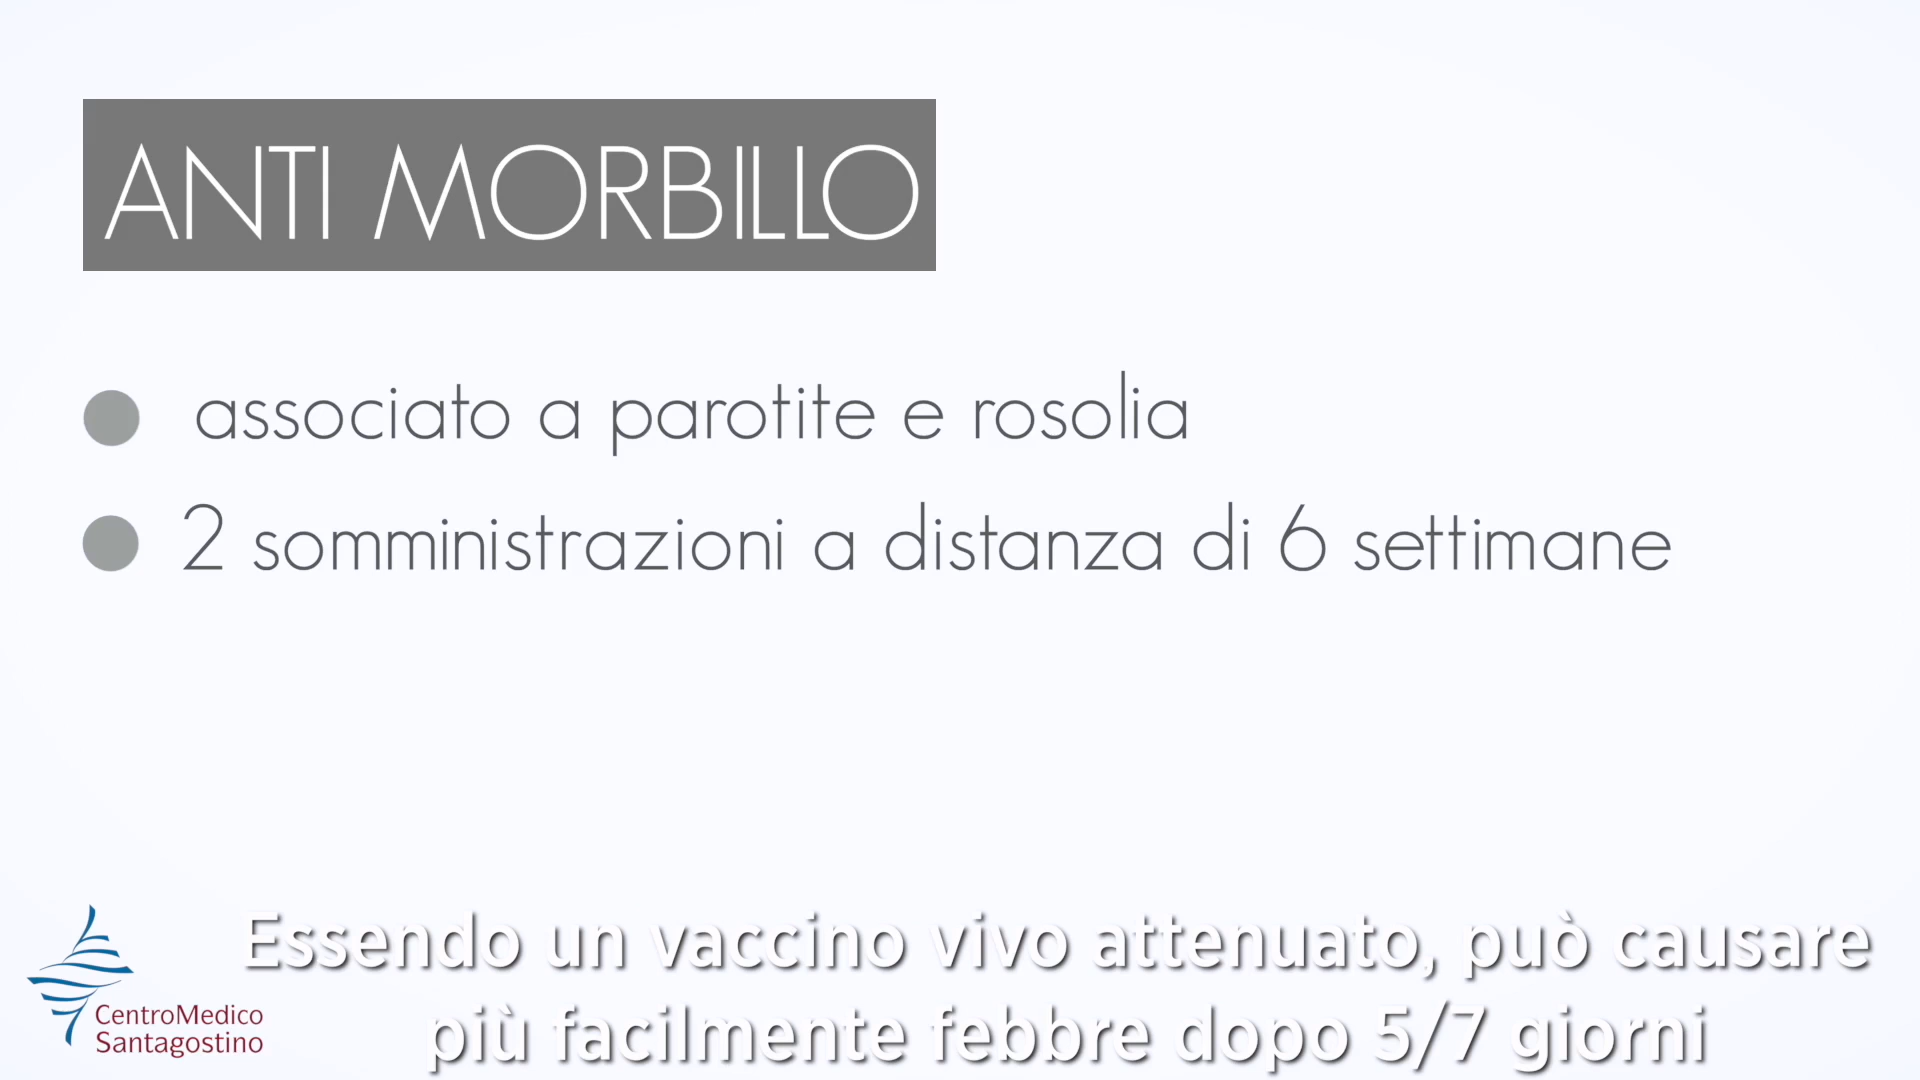 ANTI MORBILLO
associato a parotite e rosolia
2 somministrazioni a distanza di 6 settimane
Essendo un vaccino vivo attenuato, può causare
più facilmente febbre dopo 5/7 giorni
CentroMedico
Santagostino